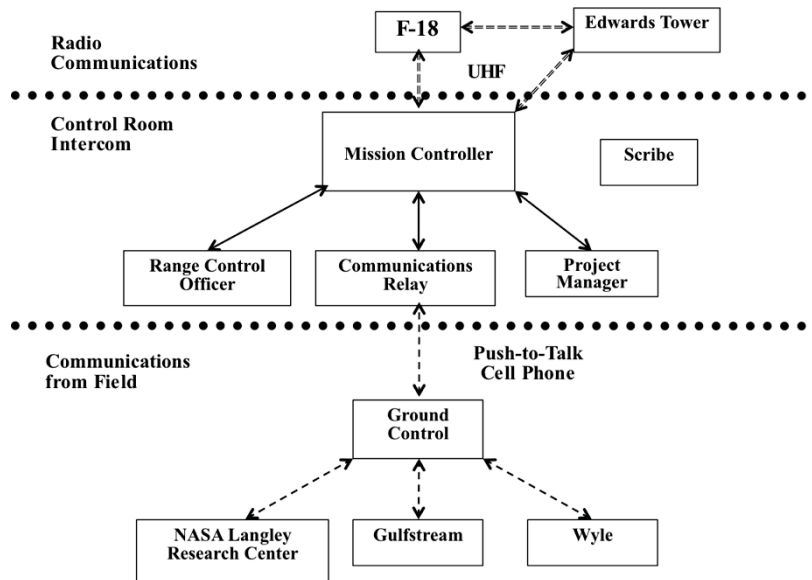 F-18
Edwards Tower
Radio
Communications
UHF
Control Room
Intercom
Mission Controller
Scribe
Range Control
Officer
Communications
Relay
Project
Manager
Communications
from Field
Push-to-Talk
Cell Phone
Ground
Control
NASA Langley
Research Center
Gulfstream
Wyle